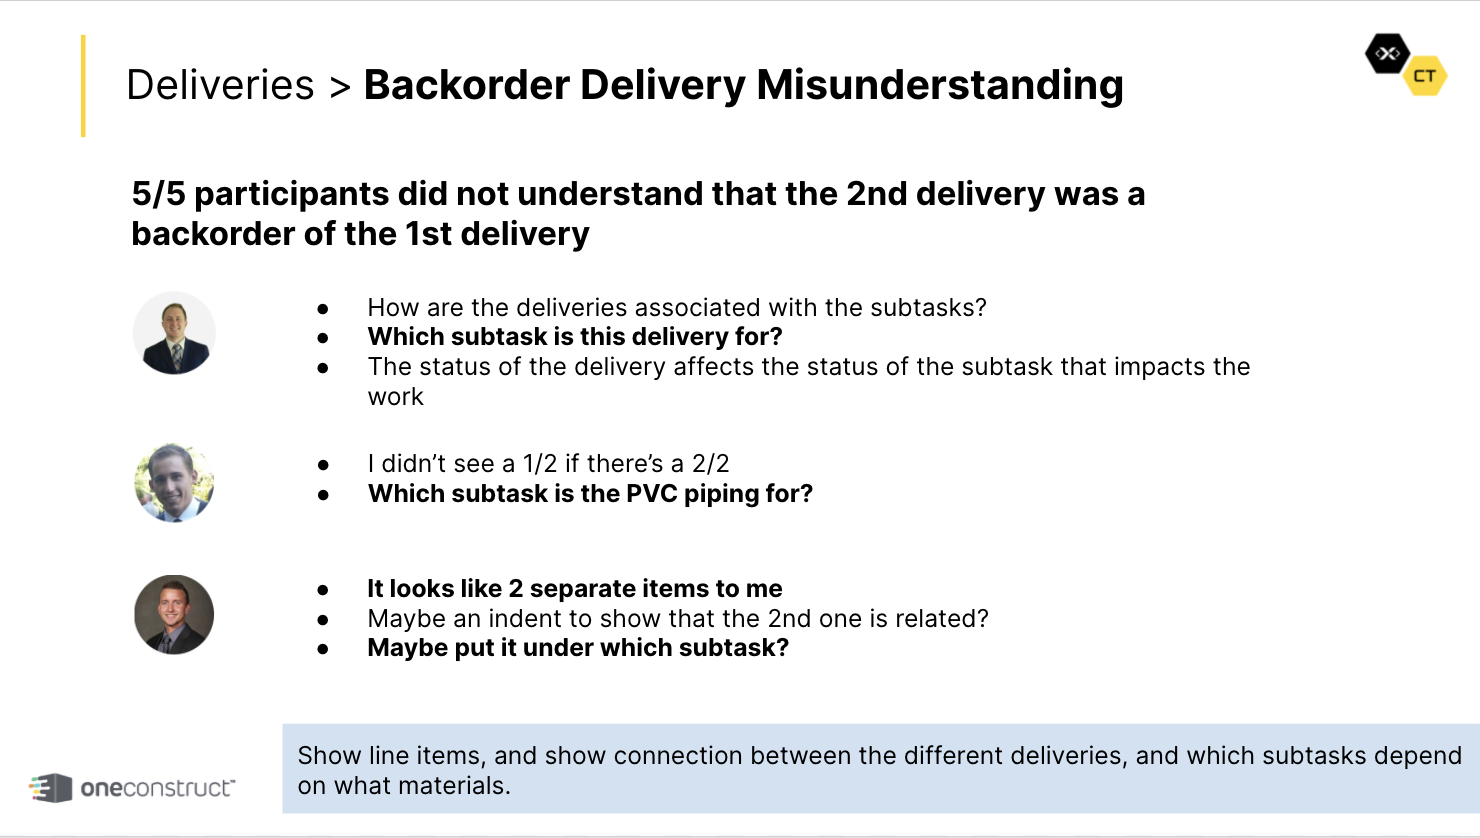 Deliveries > Backorder Delivery Misunderstanding
CT
5/5 participants did not understand that the 2nd delivery was a
backorder of the 1st delivery
● How are the deliveries associated with the subtasks?
● Which subtask is this delivery for?
● The status of the delivery affects the status of the subtask that impacts the
work
● I didn’t see a 1/2 if there’s a 2/2
● Which subtask is the PVC piping for?
● It looks like 2 separate items to me
● Maybe an indent to show that the 2nd one is related?
● Maybe put it under which subtask?
Show line items, and show connection between the different deliveries, and which subtasks depend
on what materials.
oneconstruct™